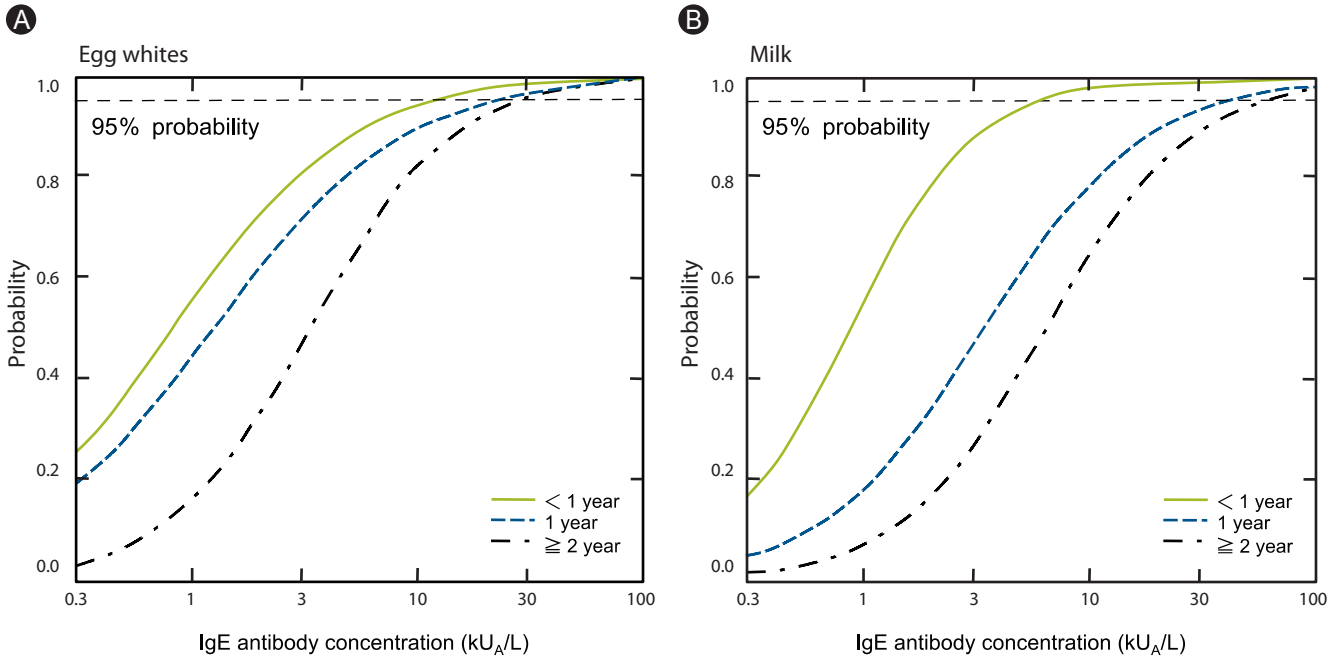 A
Egg whites
1.0
95% probability
0.8
0.6
Probability
0.4
0.2
< 1 year
1 year
≧ 2 year
0.0
0.3 1 3 10 30 100
IgE antibody concentration (kUA/L)
B
Milk
1.0
95% probability
0.8
0.6
Probability
0.4
0.2
< 1 year
1 year
≧ 2 year
0.0
0.3 1 3 10 30 100
IgE antibody concentration (kUA/L)